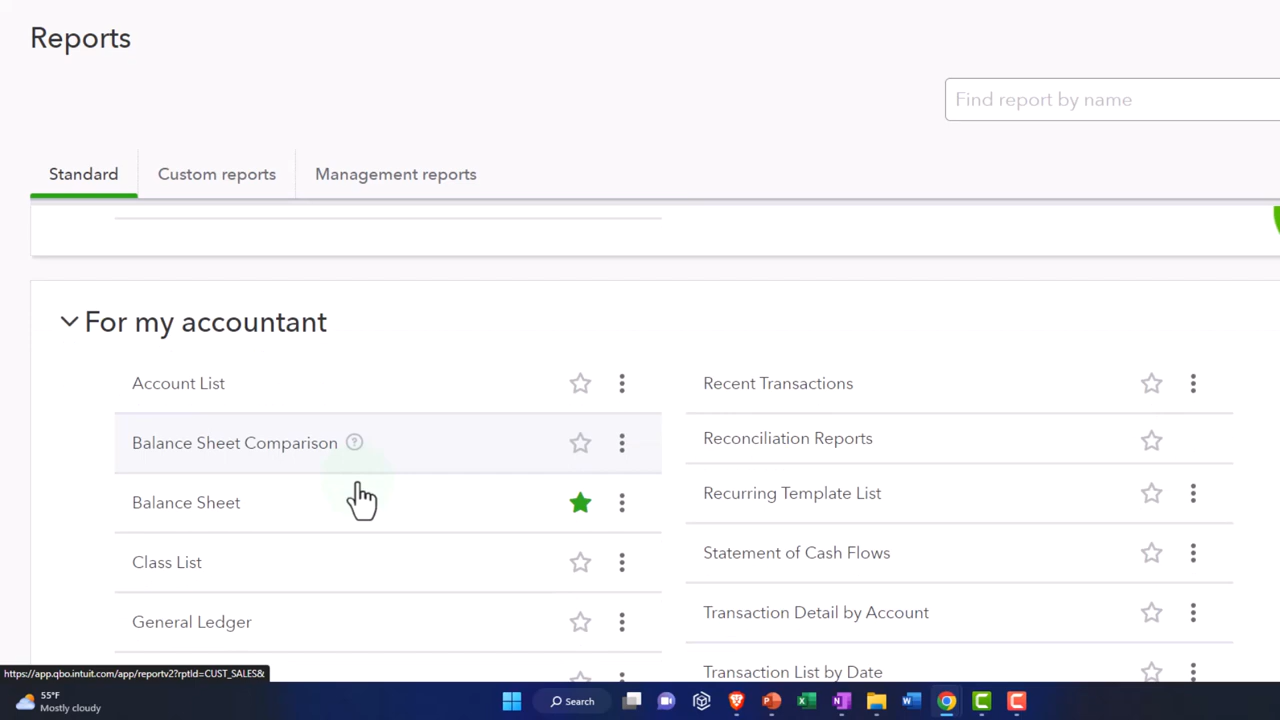 Reports
Find report by name
Standard
Custom reports
Management reports
For my accountant
Account List
Balance Sheet Comparison ?
Balance Sheet
Class List
General Ledger
Recent Transactions
Reconciliation Reports
Recurring Template List
Statement of Cash Flows
Transaction Detail by Account
Transaction List by Date
https://app.qbo.intuit.com/app/reportv2?rptId=CUST_SALES&
55°F
Mostly cloudy
Search